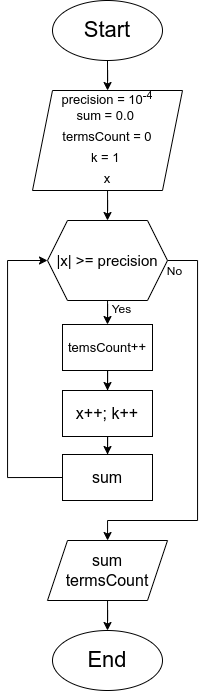 Start
precision = 10⁻⁴
sum = 0.0
termsCount = 0
k = 1
x
|x| >= precision
No
Yes
temsCount++
x++; k++
sum
sum
termsCount
End